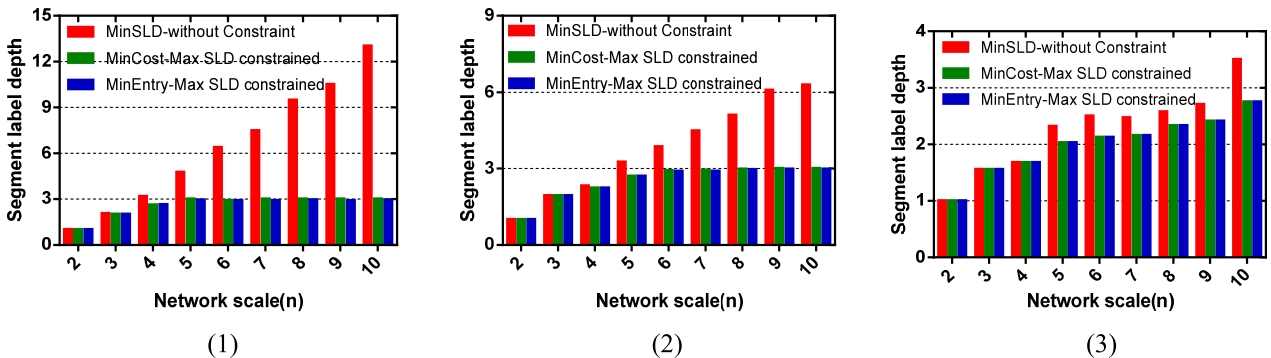 15
12
9
6
3
0
Segment label depth
MinSLD-without Constraint
MinCost-Max SLD constrained
MinEntry-Max SLD constrained
2 3 4 5 6 7 8 9 10
Network scale(n)
(1)
9
6
3
0
Segment label depth
MinSLD-without Constraint
MinCost-Max SLD constrained
MinEntry-Max SLD constrained
2 3 4 5 6 7 8 9 10
Network scale(n)
(2)
4
3
2
1
0
Segment label depth
MinSLD-without Constraint
MinCost-Max SLD constrained
MinEntry-Max SLD constrained
2 3 4 5 6 7 8 9 10
Network scale(n)
(3)